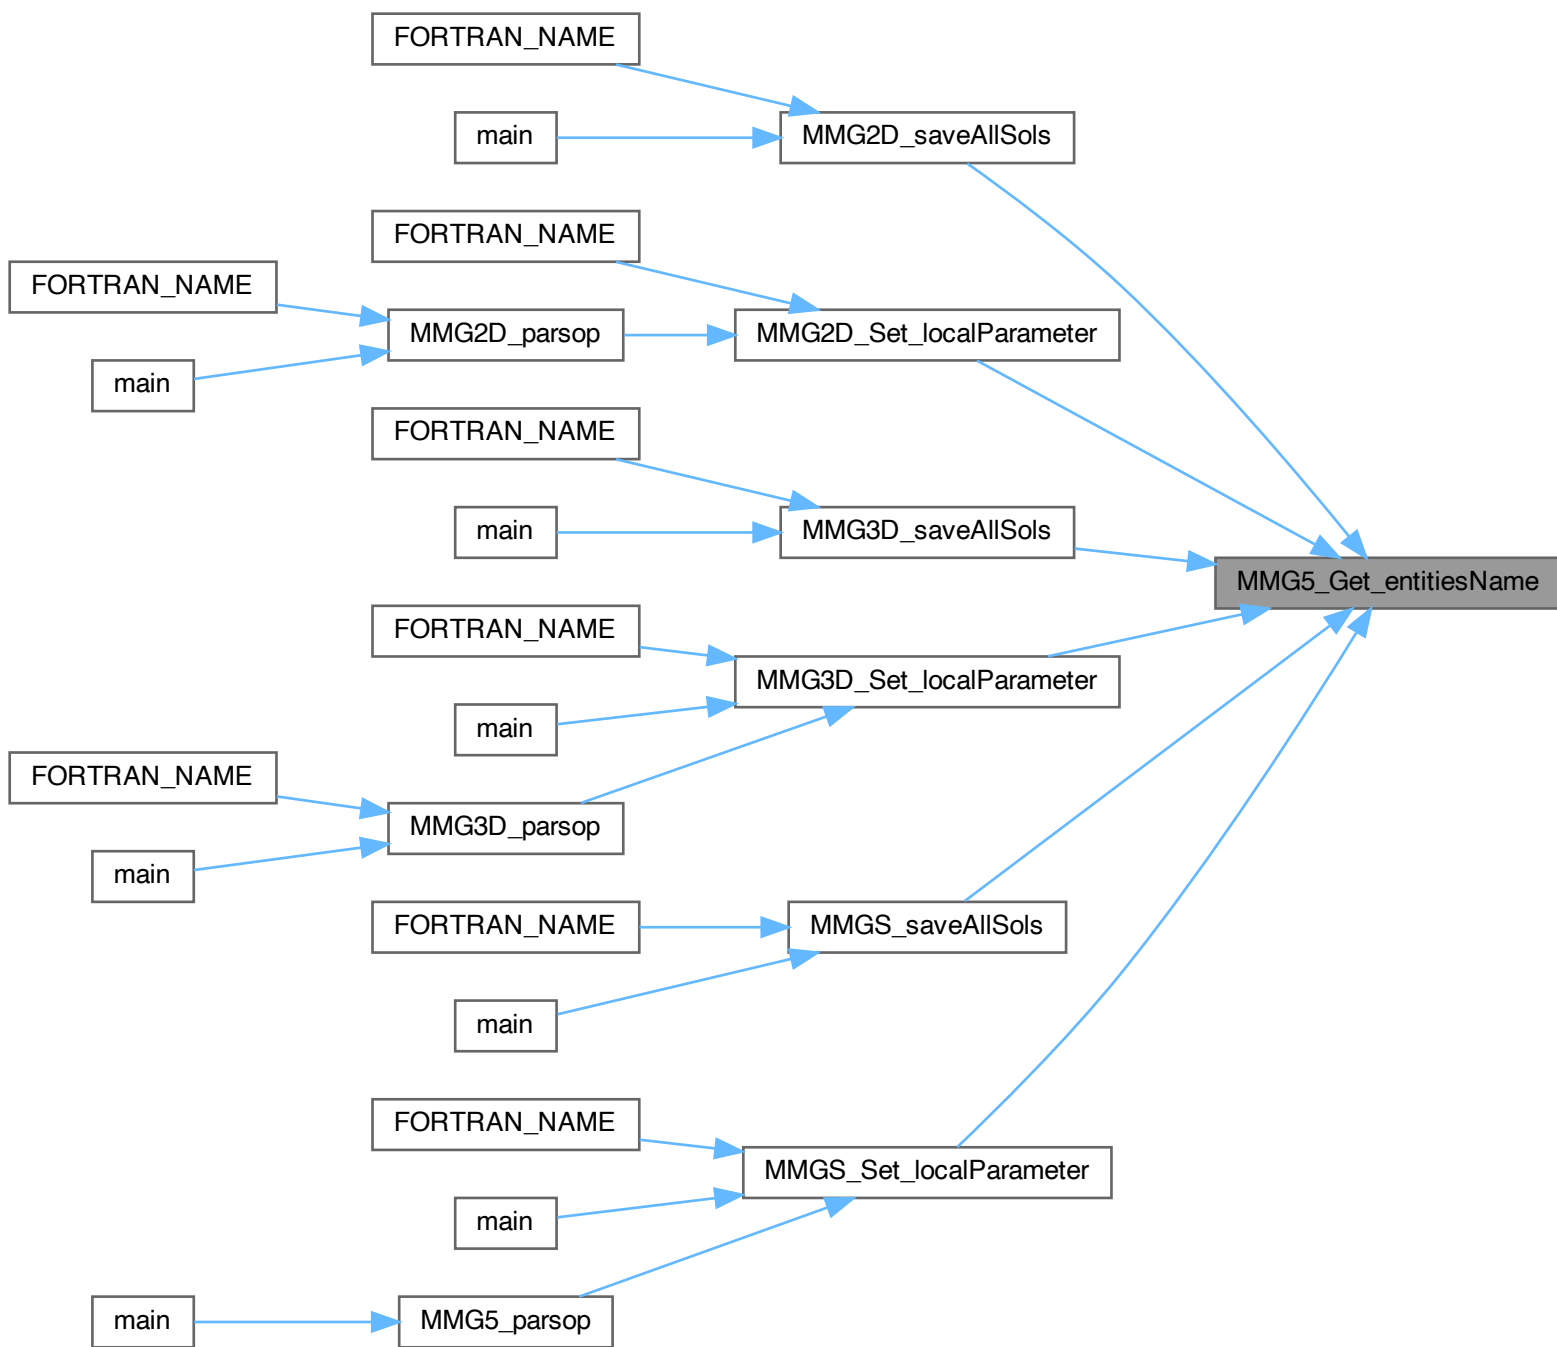 FORTRAN_NAME
main
MMG2D_saveAllSols
FORTRAN_NAME
FORTRAN_NAME
main
MMG2D_parsop
MMG2D_Set_localParameter
FORTRAN_NAME
main
MMG3D_saveAllSols
MMG5_Get_entitiesName
FORTRAN_NAME
main
MMG3D_Set_localParameter
FORTRAN_NAME
main
MMG3D_parsop
FORTRAN_NAME
main
MMGS_saveAllSols
FORTRAN_NAME
main
MMGS_Set_localParameter
main
MMG5_parsop